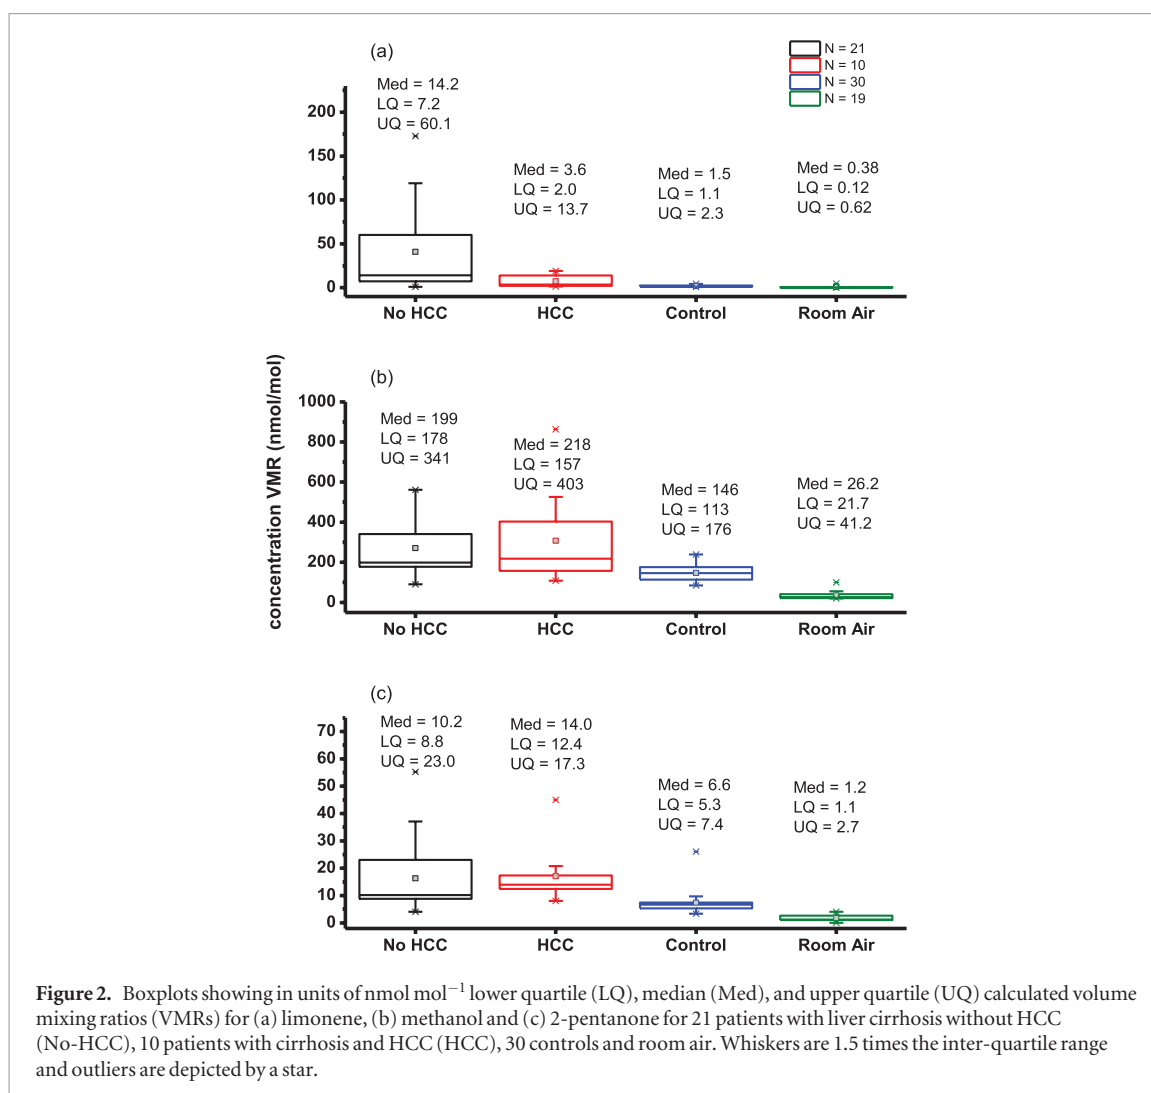 (a)
N = 21
N = 10
N = 30
N = 19
Med = 14.2
LQ = 7.2
UQ = 60.1
Med = 3.6
LQ = 2.0
UQ = 13.7
Med = 1.5
LQ = 1.1
UQ = 2.3
Med = 0.38
LQ = 0.12
UQ = 0.62
200
150
100
50
0
No HCC
HCC
Control
Room Air
concentration VMR (nmol/mol)
(b)
1000
800
600
400
200
0
Med = 199
LQ = 178
UQ = 341
Med = 218
LQ = 157
UQ = 403
Med = 146
LQ = 113
UQ = 176
Med = 26.2
LQ = 21.7
UQ = 41.2
No HCC
HCC
Control
Room Air
(c)
70
60
50
40
30
20
10
0
Med = 10.2
LQ = 8.8
UQ = 23.0
Med = 14.0
LQ = 12.4
UQ = 17.3
Med = 6.6
LQ = 5.3
UQ = 7.4
Med = 1.2
LQ = 1.1
UQ = 2.7
No HCC
HCC
Control
Room Air
Figure 2. Boxplots showing in units of nmol mol⁻¹ lower quartile (LQ), median (Med), and upper quartile (UQ) calculated volume
mixing ratios (VMRs) for (a) limonene, (b) methanol and (c) 2-pentanone for 21 patients with liver cirrhosis without HCC
(No-HCC), 10 patients with cirrhosis and HCC (HCC), 30 controls and room air. Whiskers are 1.5 times the inter-quartile range
and outliers are depicted by a star.